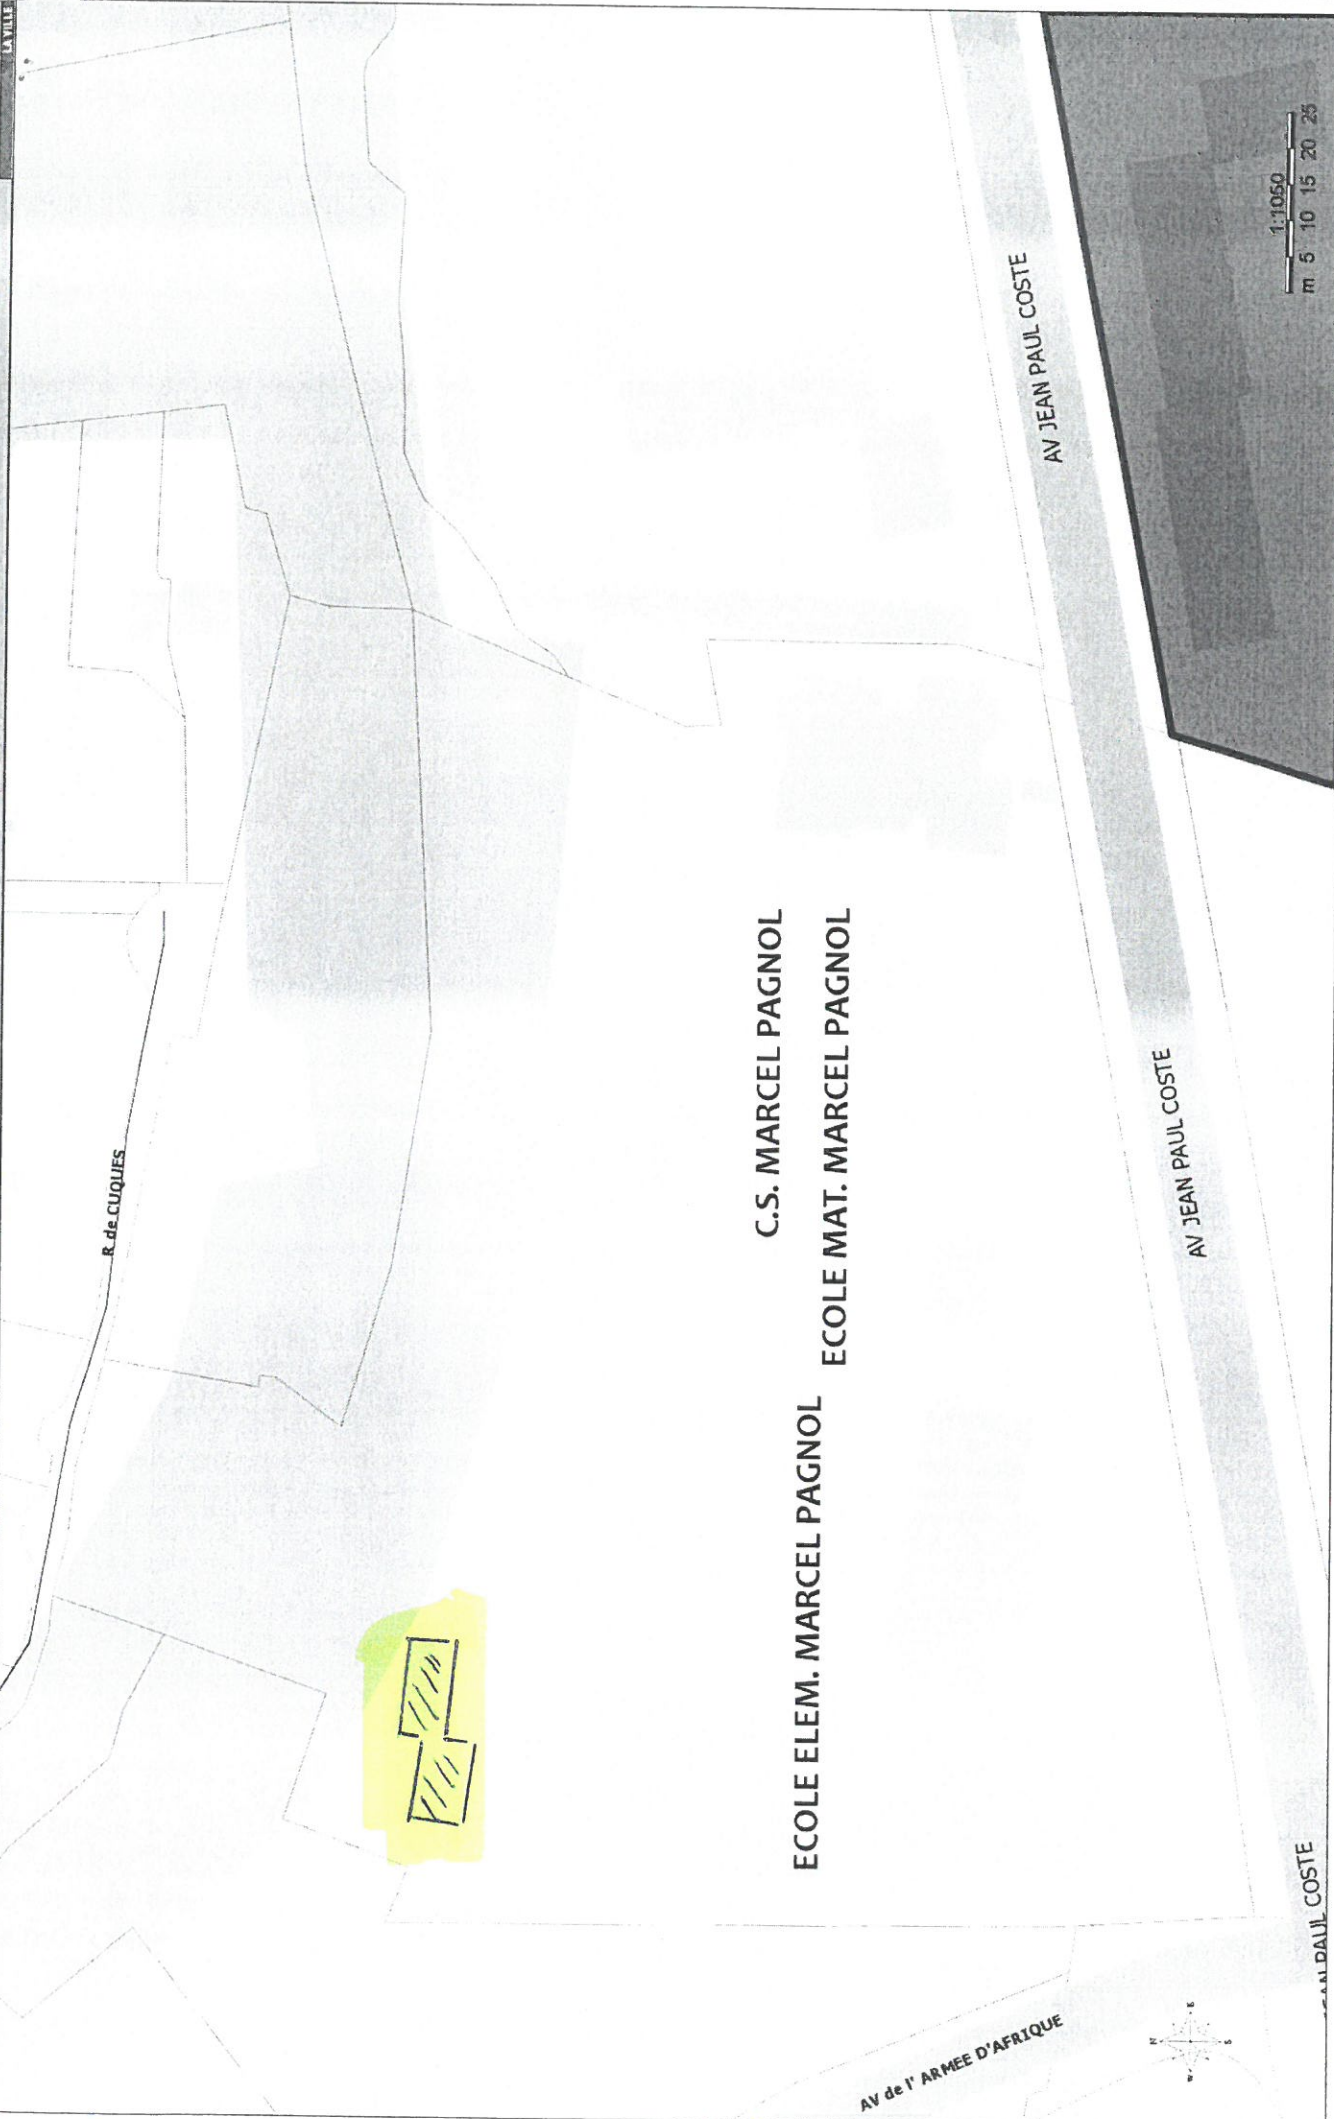 LA VILLE
R de CUQUES
C.S. MARCEL PAGNOL
ECOLE MAT. MARCEL PAGNOL
ECOLE ELEM. MARCEL PAGNOL
AV JEAN PAUL COSTE
AV JEAN PAUL COSTE
PAUL COSTE
AV de l' ARMEE D'AFRIQUE
1:1050
m 5 10 15 20 25
N
E
S
W